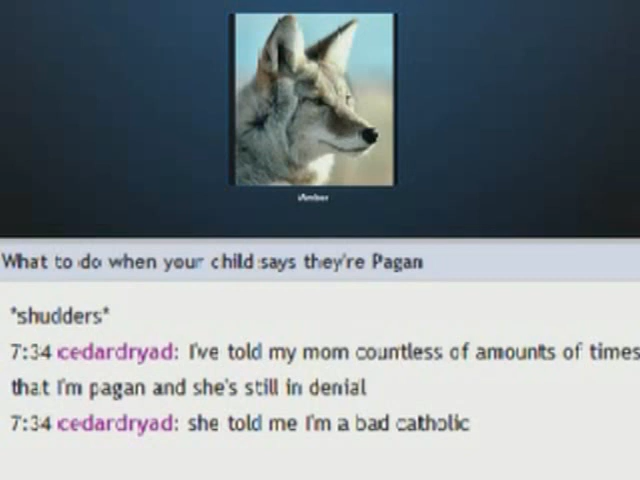 Amber
What to do when your child says they're Pagan
*shudders*
7:34 cedardryad: I've told my mom countless of amounts of times
that I'm pagan and she's still in denial
7:34 cedardryad: she told me I'm a bad catholic